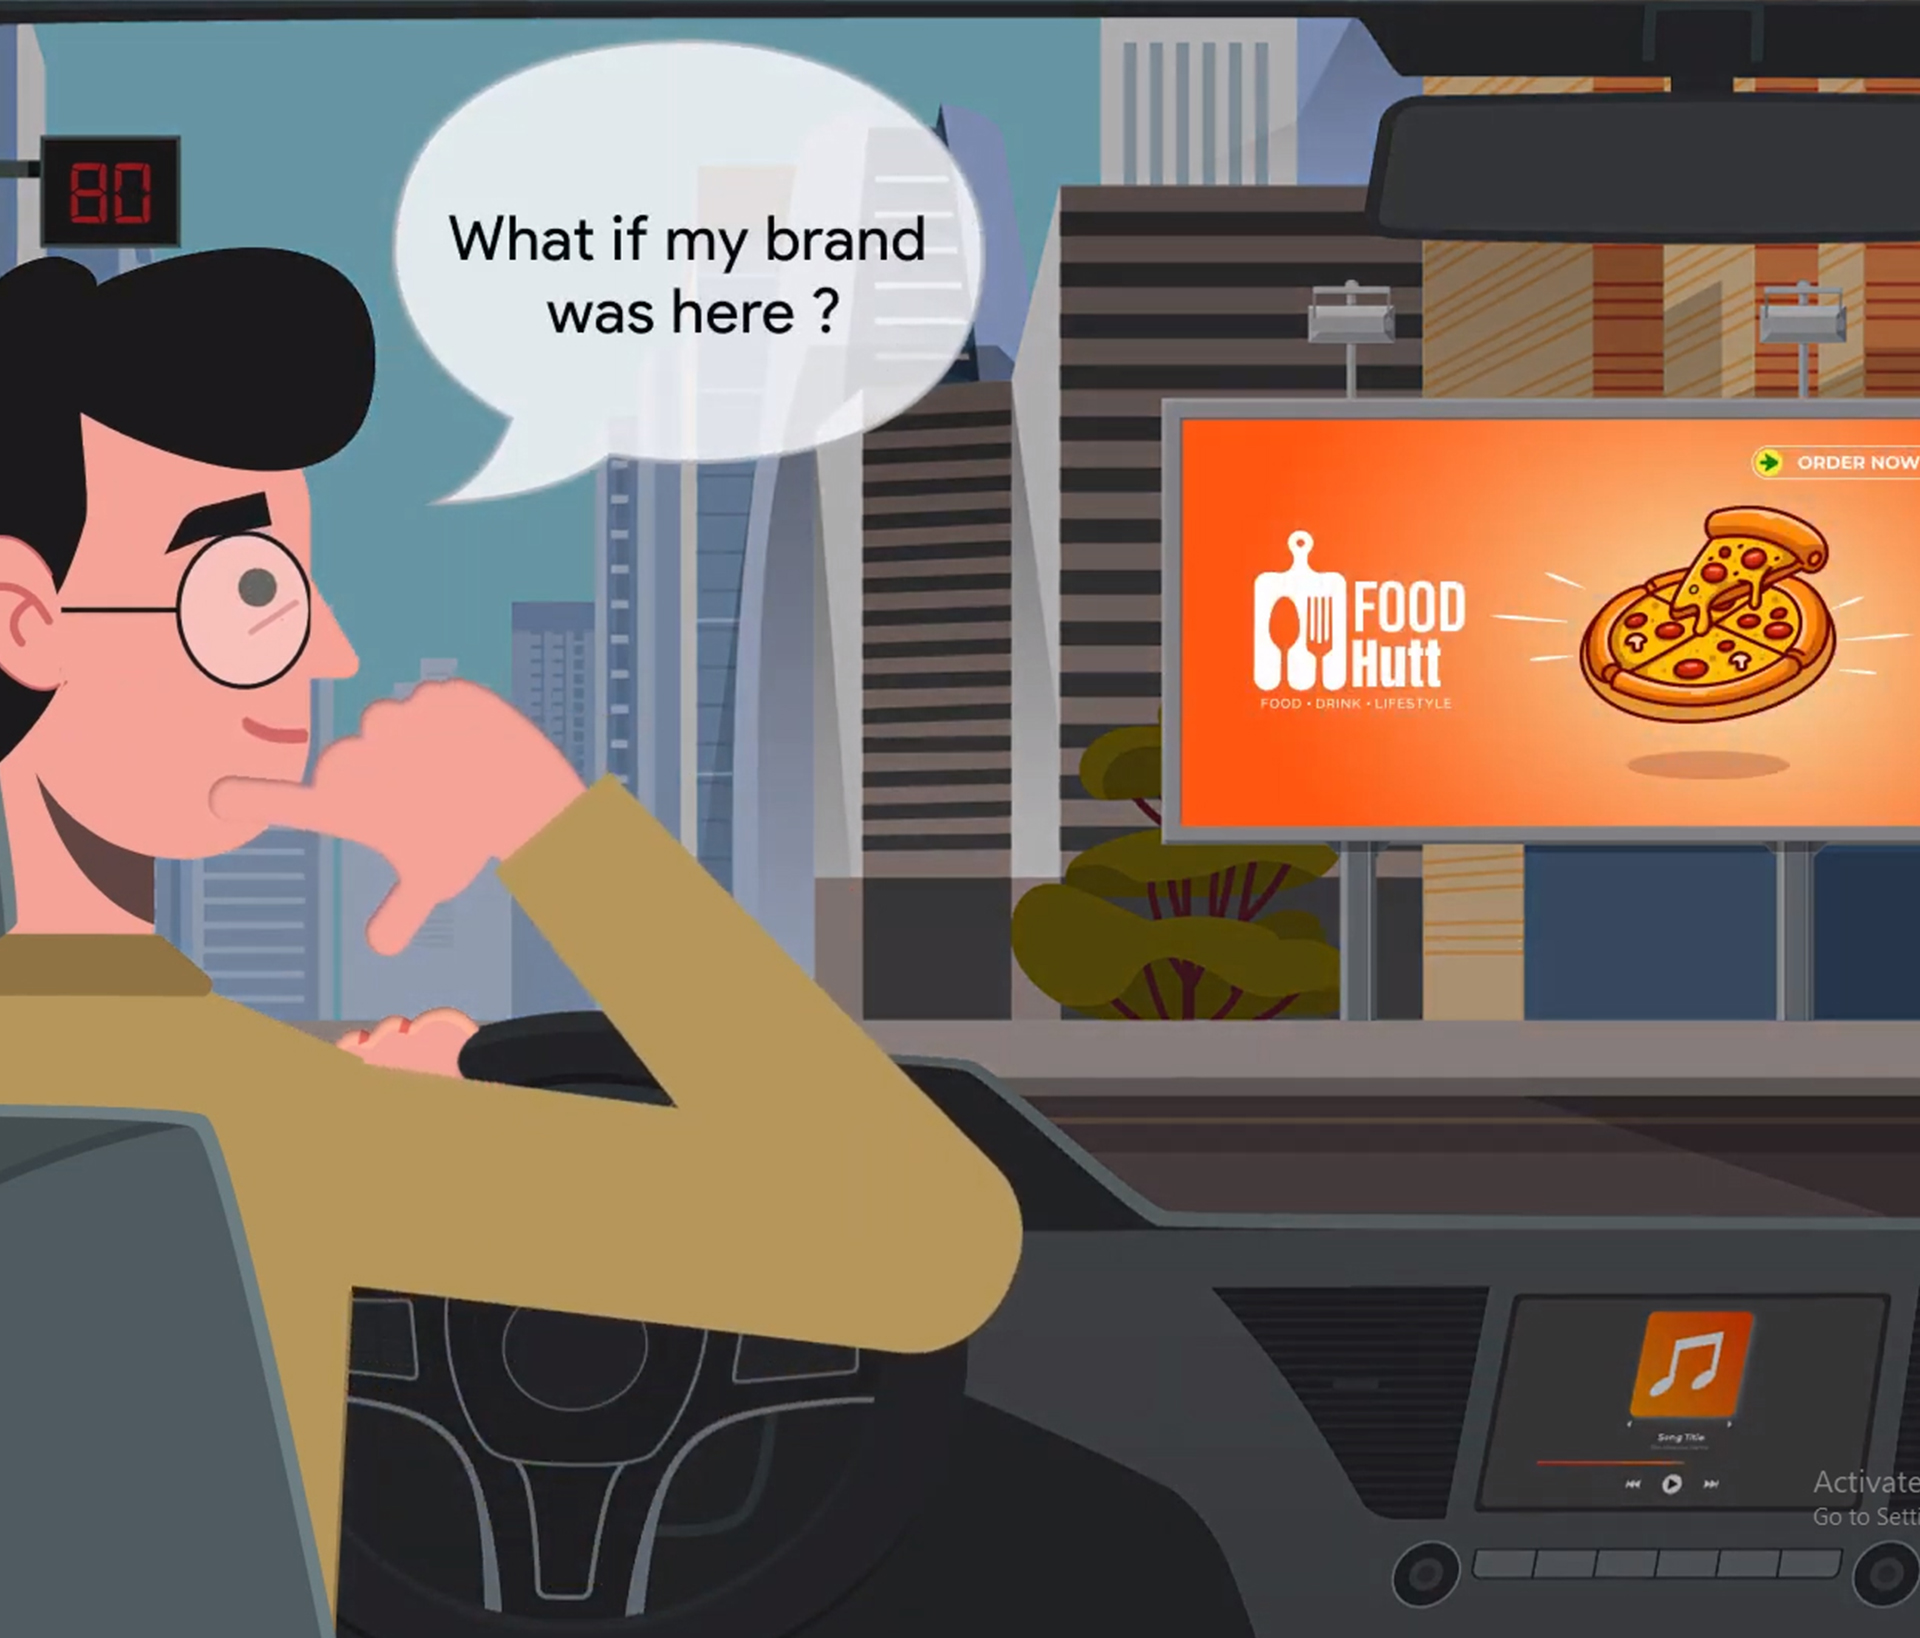 80
What if my brand
was here ?
ORDER NOW
FOOD
Hutt
FOOD • DRINK • LIFESTYLE
Song Title
Activate
Go to Setti